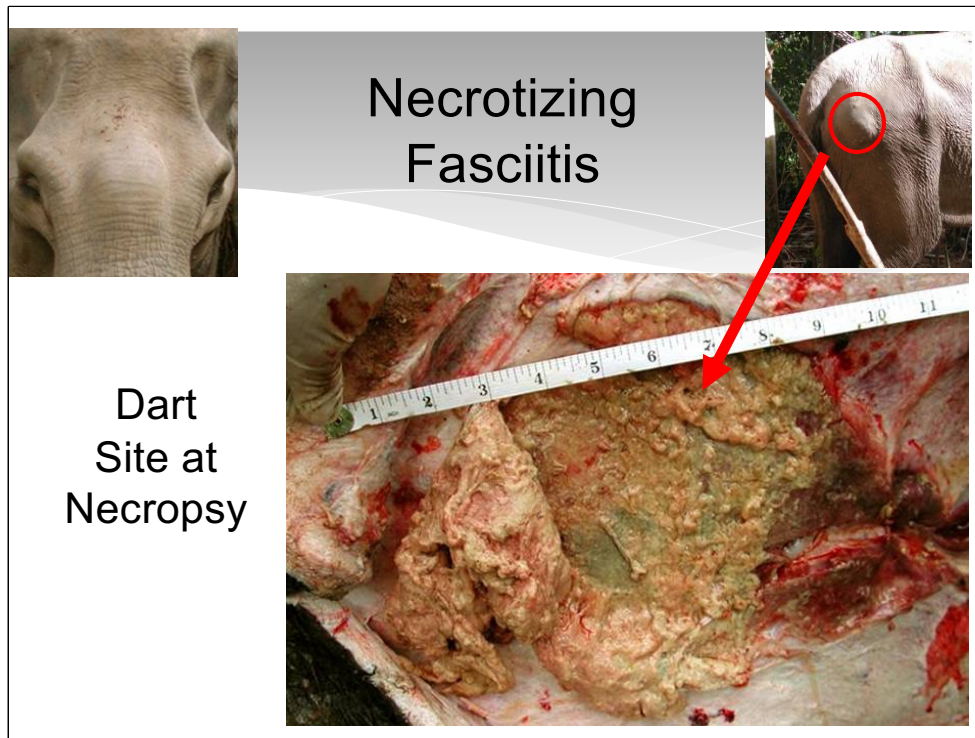 Necrotizing
Fasciitis
Dart
Site at
Necropsy
1 2 3 4 5 6 7 8 9 10 11